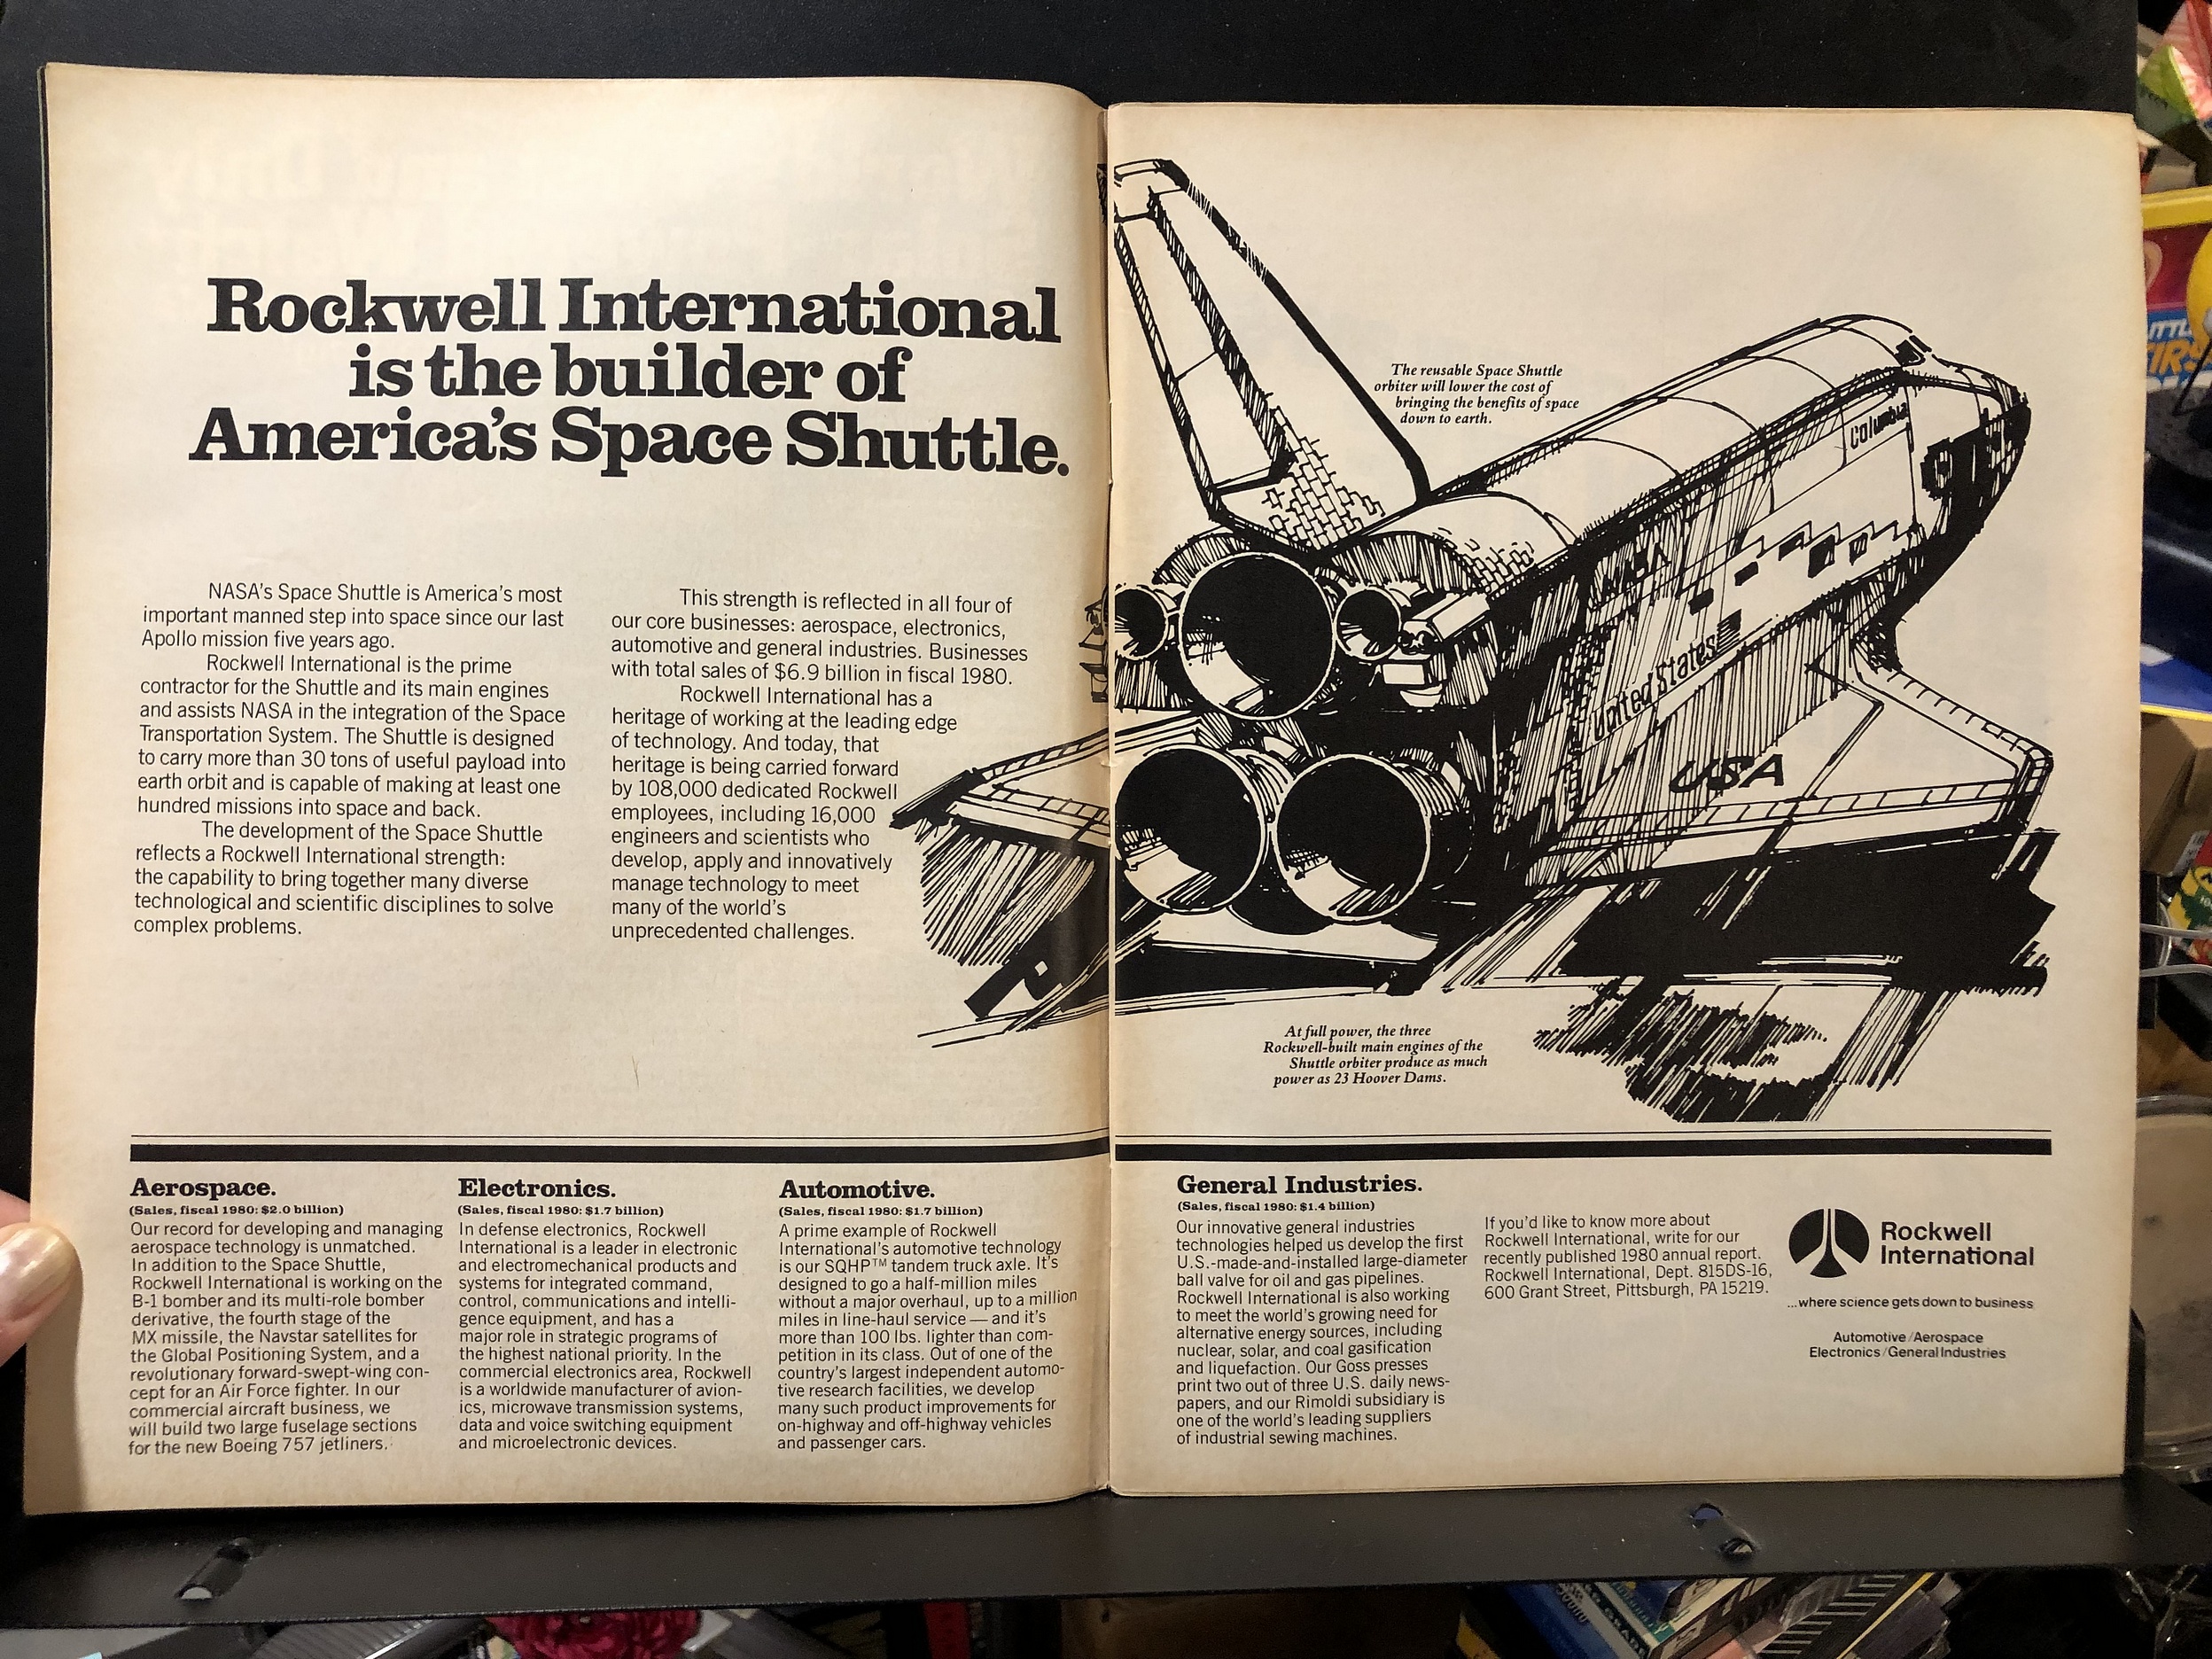 Rockwell International
is the builder of
America's Space Shuttle.
NASA's Space Shuttle is America's most
important manned step into space since our last
Apollo mission five years ago.
Rockwell International is the prime
contractor for the Shuttle and its main engines
and assists NASA in the integration of the Space
Transportation System. The Shuttle is designed
to carry more than 30 tons of useful payload into
earth orbit and is capable of making at least one
hundred missions into space and back.
The development of the Space Shuttle
reflects a Rockwell International strength:
the capability to bring together many diverse
technological and scientific disciplines to solve
complex problems.
This strength is reflected in all four of
our core businesses: aerospace, electronics,
automotive and general industries. Businesses
with total sales of $6.9 billion in fiscal 1980.
Rockwell International has a
heritage of working at the leading edge
of technology. And today, that
heritage is being carried forward
by 108,000 dedicated Rockwell
employees, including 16,000
engineers and scientists who
develop, apply and innovatively
manage technology to meet
many of the world's
unprecedented challenges.
The reusable Space Shuttle
orbiter will lower the cost of
bringing the benefits of space
down to earth.
Columbia
NASA
United States
USA
At full power, the three
Rockwell-built main engines of the
Shuttle orbiter produce as much
power as 23 Hoover Dams.
Aerospace.
(Sales, fiscal 1980: $2.0 billion)
Our record for developing and managing
aerospace technology is unmatched.
In addition to the Space Shuttle,
Rockwell International is working on the
B-1 bomber and its multi-role bomber
derivative, the fourth stage of the
MX missile, the Navstar satellites for
the Global Positioning System, and a
revolutionary forward-swept-wing con-
cept for an Air Force fighter. In our
commercial aircraft business, we
will build two large fuselage sections
for the new Boeing 757 jetliners.
Electronics.
(Sales, fiscal 1980: $1.7 billion)
In defense electronics, Rockwell
International is a leader in electronic
and electromechanical products and
systems for integrated command,
control, communications and intelli-
gence equipment, and has a
major role in strategic programs of
the highest national priority. In the
commercial electronics area, Rockwell
is a worldwide manufacturer of avion-
ics, microwave transmission systems,
data and voice switching equipment
and microelectronic devices.
Automotive.
(Sales, fiscal 1980: $1.7 billion)
A prime example of Rockwell
International's automotive technology
is our SQHP™ tandem truck axle. It's
designed to go a half-million miles
without a major overhaul, up to a million
miles in line-haul service — and it's
more than 100 lbs. lighter than com-
petition in its class. Out of one of the
country's largest independent automo-
tive research facilities, we develop
many such product improvements for
on-highway and off-highway vehicles
and passenger cars.
General Industries.
(Sales, fiscal 1980: $1.4 billion)
Our innovative general industries
technologies helped us develop the first
U.S.-made-and-installed large-diameter
ball valve for oil and gas pipelines.
Rockwell International is also working
to meet the world's growing need for
alternative energy sources, including
nuclear, solar, and coal gasification
and liquefaction. Our Goss presses
print two out of three U.S. daily news-
papers, and our Rimoldi subsidiary is
one of the world's leading suppliers
of industrial sewing machines.
If you'd like to know more about
Rockwell International, write for our
recently published 1980 annual report.
Rockwell International, Dept. 815DS-16,
600 Grant Street, Pittsburgh, PA 15219.
Rockwell
International
...where science gets down to business
Automotive/Aerospace
Electronics/General Industries